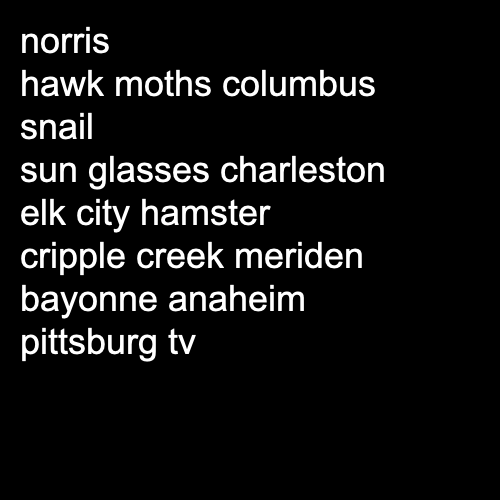 norris
hawk moths columbus
snail
sun glasses charleston
elk city hamster
cripple creek meriden
bayonne anaheim
pittsburg tv